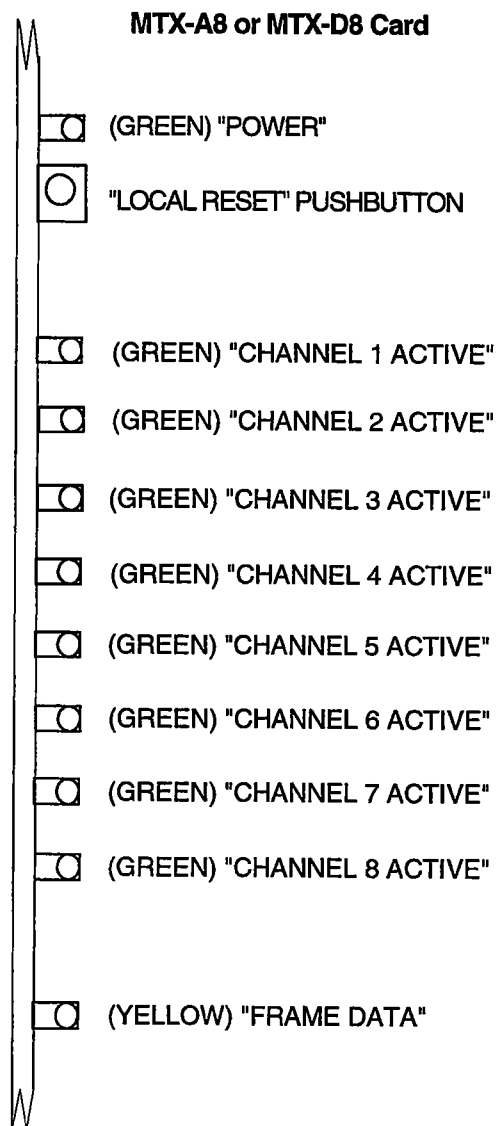 MTX-A8 or MTX-D8 Card
(GREEN) "POWER"
"LOCAL RESET" PUSHBUTTON
(GREEN) "CHANNEL 1 ACTIVE"
(GREEN) "CHANNEL 2 ACTIVE"
(GREEN) "CHANNEL 3 ACTIVE"
(GREEN) "CHANNEL 4 ACTIVE"
(GREEN) "CHANNEL 5 ACTIVE"
(GREEN) "CHANNEL 6 ACTIVE"
(GREEN) "CHANNEL 7 ACTIVE"
(GREEN) "CHANNEL 8 ACTIVE"
(YELLOW) "FRAME DATA"